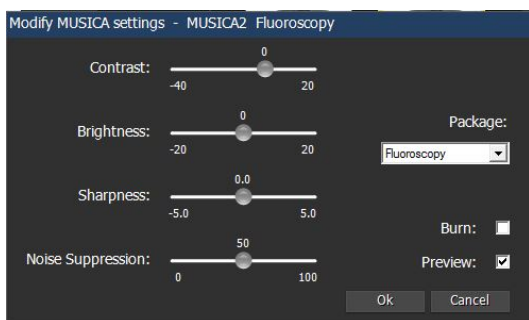 Modify MUSICA settings - MUSICA2 Fluoroscopy
0
Contrast:
-40 20
0
Brightness:
-20 20
Package:
Fluoroscopy
0.0
Sharpness:
-5.0 5.0
Burn:
50
Noise Suppression:
0 100
Preview:
Ok Cancel